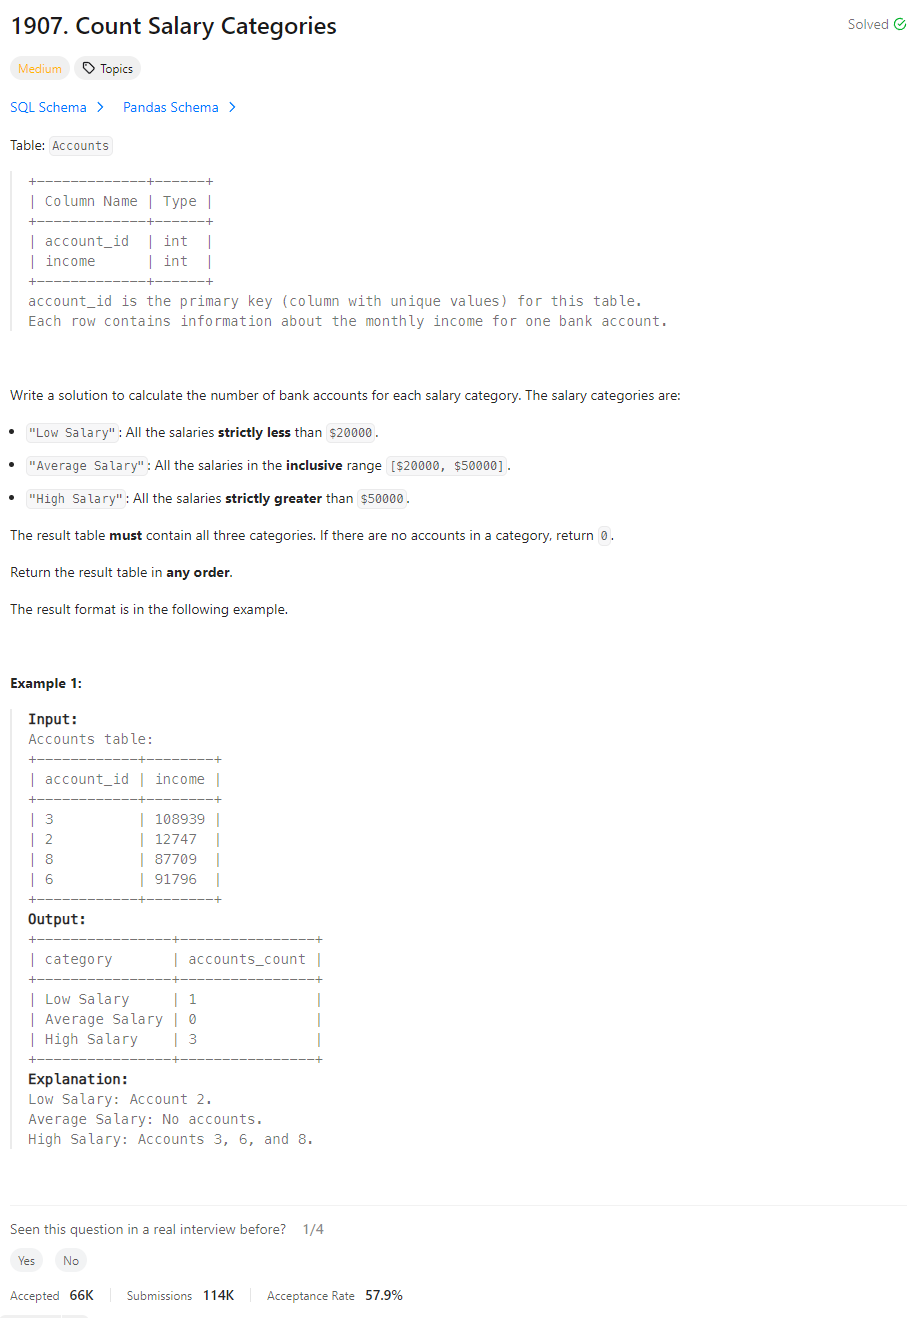 1907. Count Salary Categories
Solved
Medium
Topics
SQL Schema
Pandas Schema
Table: Accounts
+-------------+------+
| Column Name | Type |
+-------------+------+
| account_id  | int  |
| income      | int  |
+-------------+------+
account_id is the primary key (column with unique values) for this table.
Each row contains information about the monthly income for one bank account.
Write a solution to calculate the number of bank accounts for each salary category. The salary categories are:
• "Low Salary": All the salaries strictly less than $20000.
• "Average Salary": All the salaries in the inclusive range [$20000, $50000].
• "High Salary": All the salaries strictly greater than $50000.
The result table must contain all three categories. If there are no accounts in a category, return 0.
Return the result table in any order.
The result format is in the following example.
Example 1:
Input:
Accounts table:
+------------+--------+
| account_id | income |
+------------+--------+
| 3          | 108939 |
| 2          | 12747  |
| 8          | 87709  |
| 6          | 91796  |
+------------+--------+
Output:
+----------------+----------------+
| category       | accounts_count |
+----------------+----------------+
| Low Salary     | 1              |
| Average Salary | 0              |
| High Salary    | 3              |
+----------------+----------------+
Explanation:
Low Salary: Account 2.
Average Salary: No accounts.
High Salary: Accounts 3, 6, and 8.
Seen this question in a real interview before? 1/4
Yes
No
Accepted 66K
Submissions 114K
Acceptance Rate 57.9%